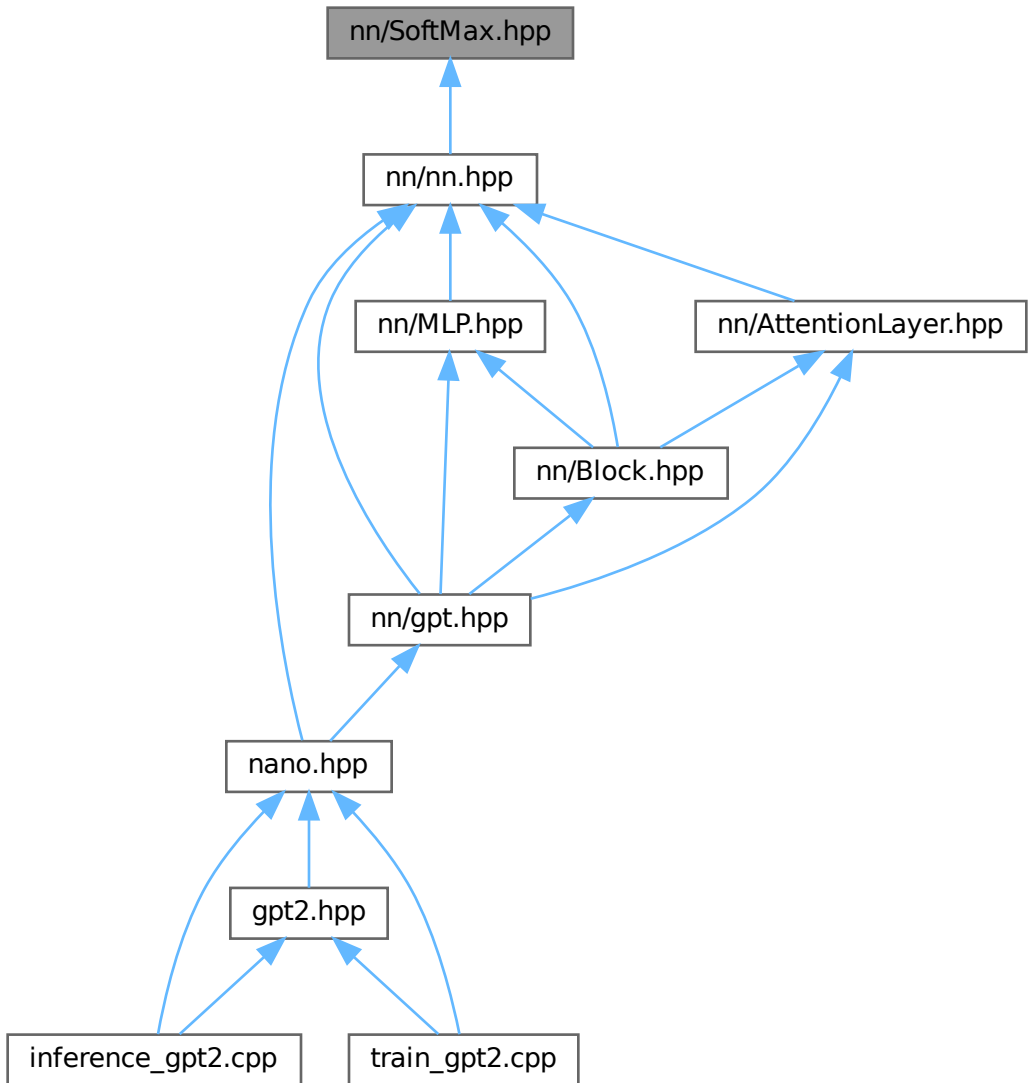 nn/SoftMax.hpp
nn/nn.hpp
nn/MLP.hpp
nn/AttentionLayer.hpp
nn/Block.hpp
nn/gpt.hpp
nano.hpp
gpt2.hpp
inference_gpt2.cpp
train_gpt2.cpp